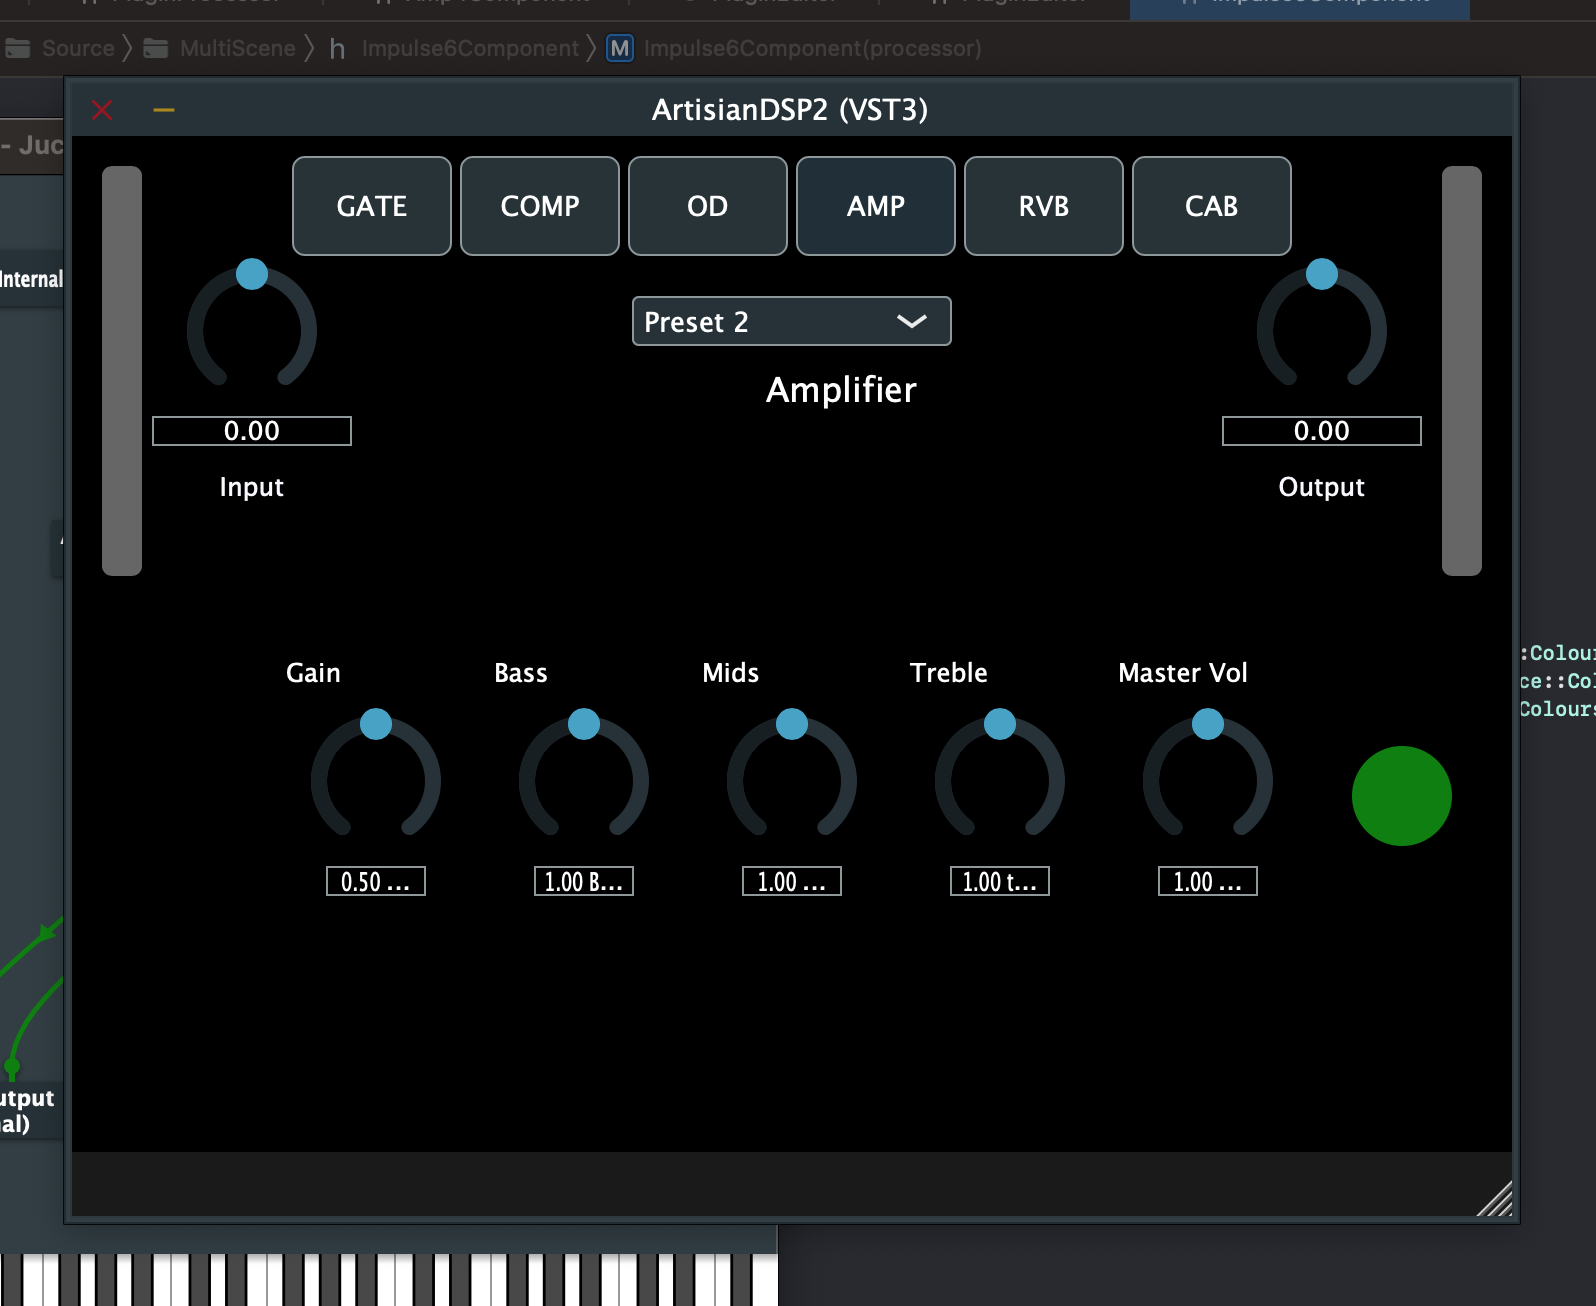 Source
MultiScene
h
Impulse6Component
M
Impulse6Component(processor)
ArtisianDSP2 (VST3)
- Juc
GATE
COMP
OD
AMP
RVB
CAB
Internal
Preset 2
Amplifier
0.00
0.00
Input
Output
:Colour
ce::Col
Colours
Gain
Bass
Mids
Treble
Master Vol
0.50 ...
1.00 B...
1.00 ...
1.00 t...
1.00 ...
utput
al)